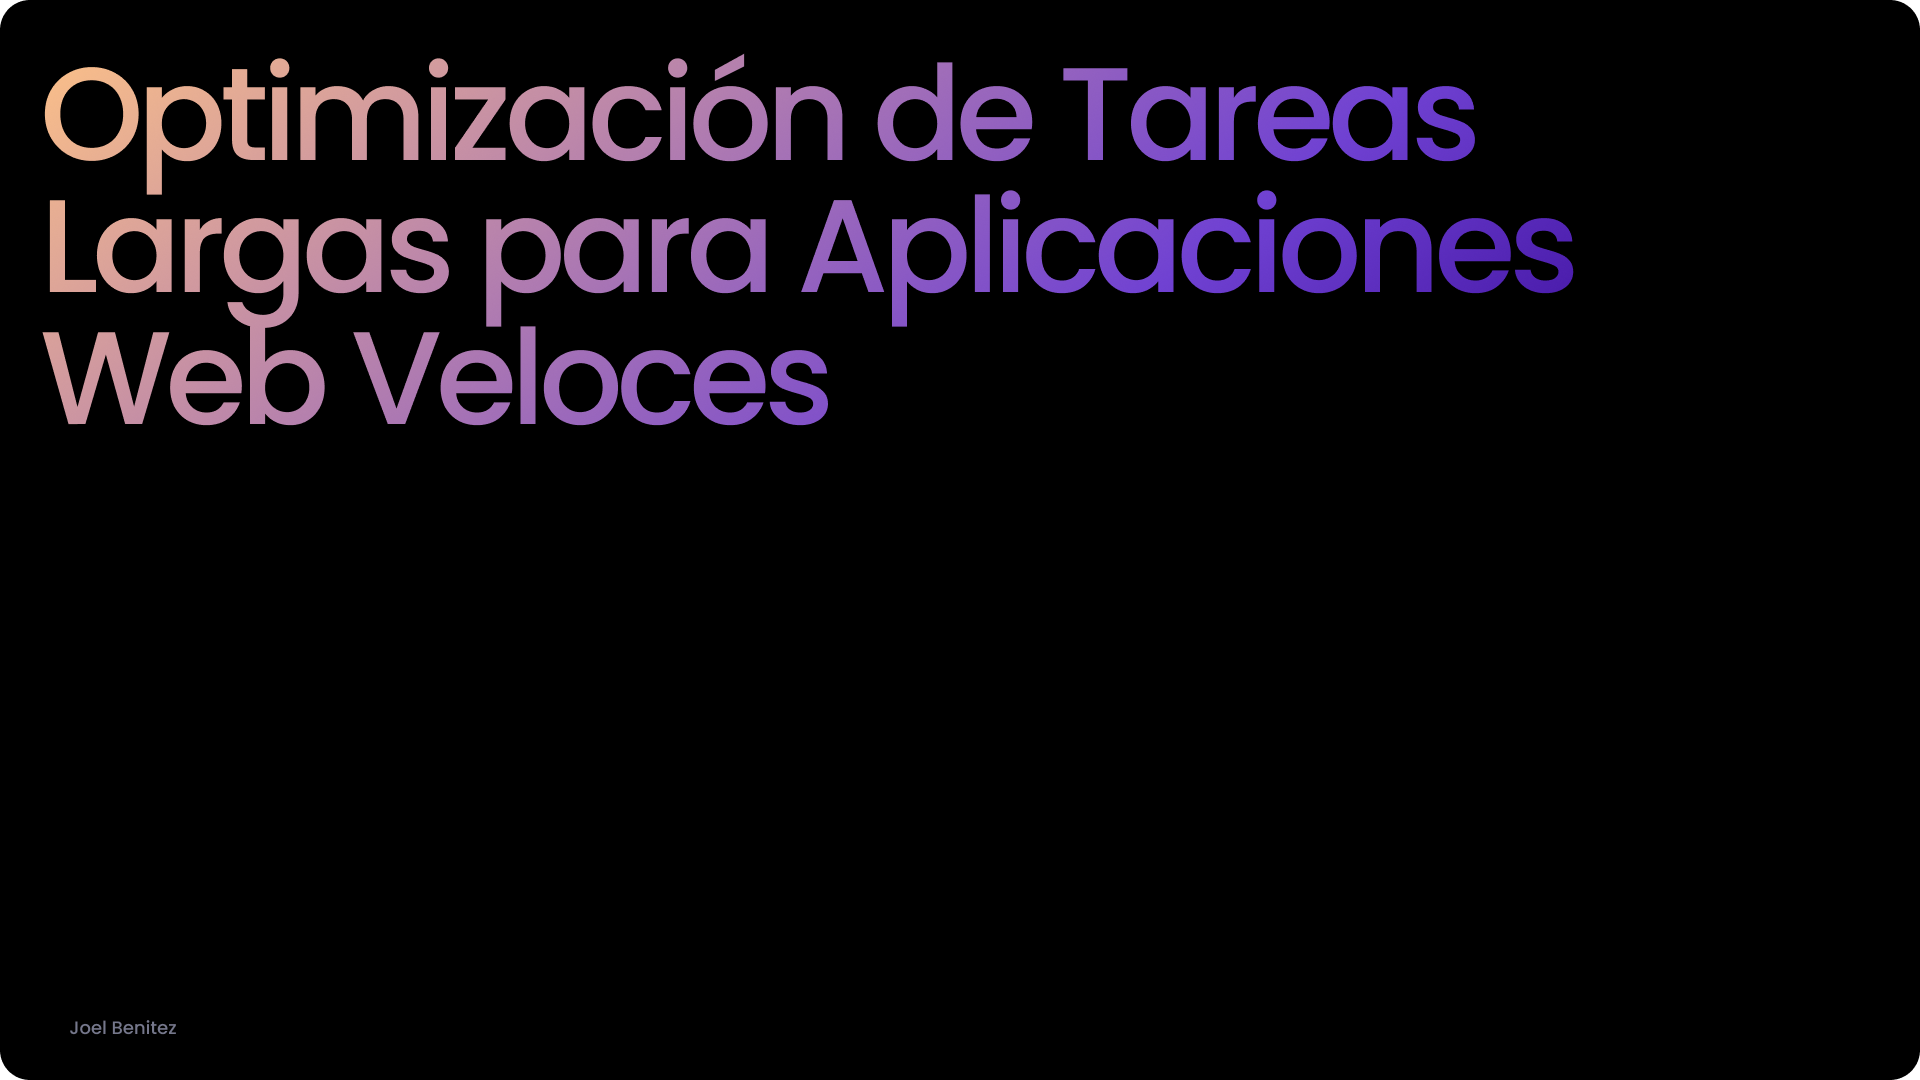 Optimización de Tareas
Largas para Aplicaciones
Web Veloces
Joel Benitez